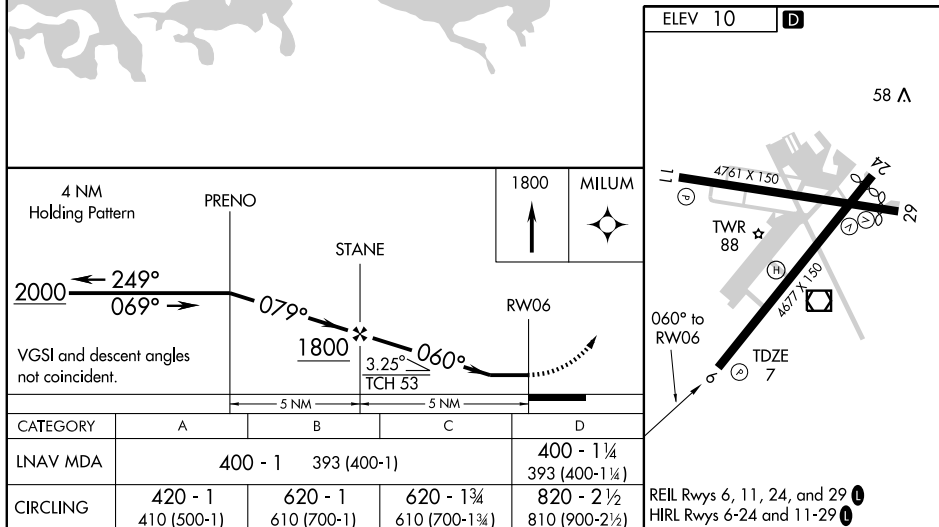 ELEV 10 D
58
4 NM
Holding Pattern
PRENO
STANE
1800
MILUM
2000
249°
069°
079°
1800
060°
3.25°
TCH 53
RW06
VGSI and descent angles
not coincident.
5 NM
5 NM
CATEGORY A B C D
LNAV MDA 400 - 1 393 (400-1) 400 - 1¼
393 (400-1¼)
CIRCLING 420 - 1 620 - 1 620 - 1¾ 820 - 2½
410 (500-1) 610 (700-1) 610 (700-1¾) 810 (900-2½)
11
4761 X 150
24
29
P
V
V
TWR
88
H
4677 X 150
060° to
RW06
6
P
TDZE
7
REIL Rwys 6, 11, 24, and 29 L
HIRL Rwys 6-24 and 11-29 L